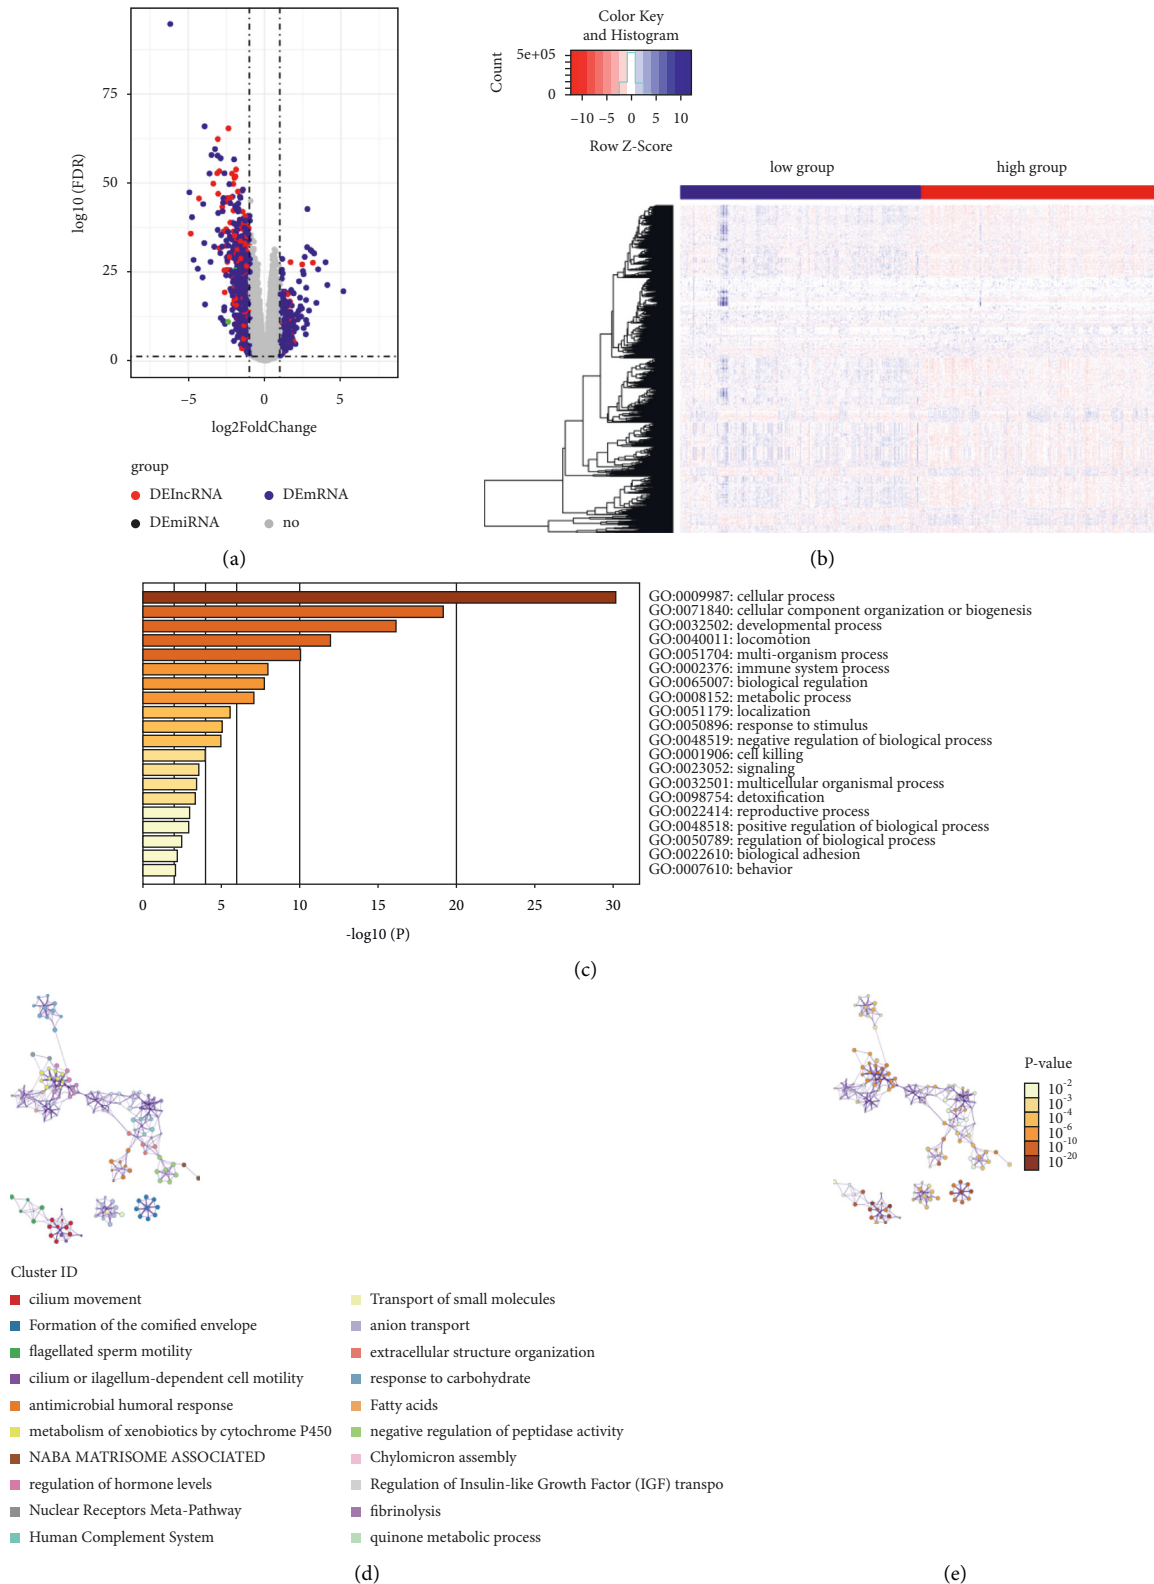 75
50
25
0
log10 (FDR)
−5
0
5
log2FoldChange
group
DElncRNA
DEmRNA
DEmiRNA
no
(a)
Color Key
and Histogram
5e+05
0
Count
−10
−5
0
5
10
Row Z-Score
low group
high group
(b)
GO:0009987: cellular process
GO:0071840: cellular component organization or biogenesis
GO:0032502: developmental process
GO:0040011: locomotion
GO:0051704: multi-organism process
GO:0002376: immune system process
GO:0065007: biological regulation
GO:0008152: metabolic process
GO:0051179: localization
GO:0050896: response to stimulus
GO:0048519: negative regulation of biological process
GO:0001906: cell killing
GO:0023052: signaling
GO:0032501: multicellular organismal process
GO:0098754: detoxification
GO:0022414: reproductive process
GO:0048518: positive regulation of biological process
GO:0050789: regulation of biological process
GO:0022610: biological adhesion
GO:0007610: behavior
0
5
10
15
20
25
30
-log10 (P)
(c)
P-value
10-2
10-3
10-4
10-6
10-10
10-20
Cluster ID
cilium movement
Formation of the comified envelope
flagellated sperm motility
cilium or ilagellum-dependent cell motility
antimicrobial humoral response
metabolism of xenobiotics by cytochrome P450
NABA MATRISOME ASSOCIATED
regulation of hormone levels
Nuclear Receptors Meta-Pathway
Human Complement System
Transport of small molecules
anion transport
extracellular structure organization
response to carbohydrate
Fatty acids
negative regulation of peptidase activity
Chylomicron assembly
Regulation of Insulin-like Growth Factor (IGF) transpo
fibrinolysis
quinone metabolic process
(d)
(e)